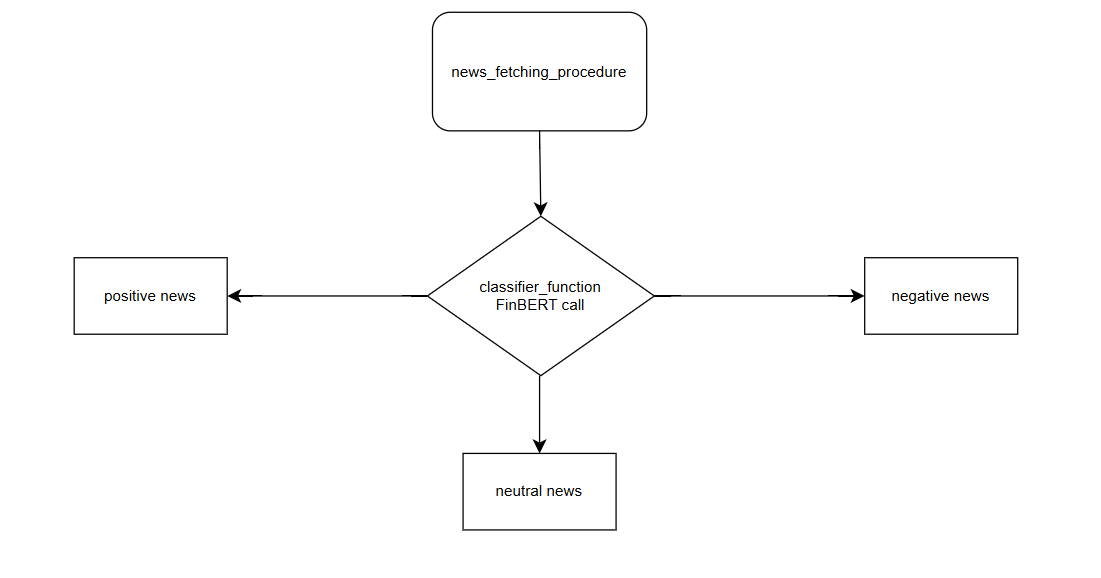 news_fetching_procedure
classifier_function
FinBERT call
positive news
negative news
neutral news